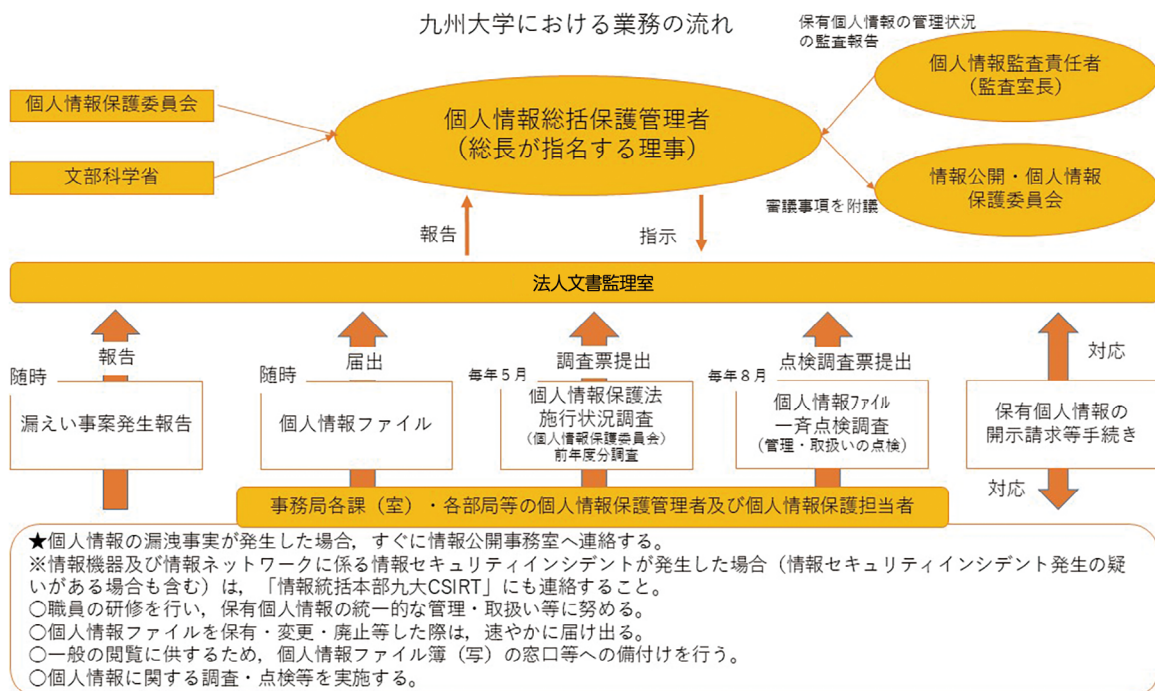 九州大学における業務の流れ
保有個人情報の管理状況
の監査報告
個人情報監査責任者
（監査室長）
個人情報保護委員会
個人情報総括保護管理者
（総長が指名する理事）
文部科学省
情報公開・個人情報
保護委員会
審議事項を附議
報告
指示
法人文書監理室
報告
届出
調査票提出
点検調査票提出
対応
随時
漏えい事案発生報告
随時
個人情報ファイル
毎年５月
個人情報保護法
施行状況調査
（個人情報保護委員会）
前年度分調査
毎年８月
個人情報ファイル
一斉点検調査
（管理・取扱いの点検）
保有個人情報の
開示請求等手続き
対応
事務局各課（室）・各部局等の個人情報保護管理者及び個人情報保護担当者
★個人情報の漏洩事実が発生した場合，すぐに情報公開事務室へ連絡する。
※情報機器及び情報ネットワークに係る情報セキュリティインシデントが発生した場合（情報セキュリティインシデント発生の疑
いがある場合も含む）は，「情報統括本部九大CSIRT」にも連絡すること。
○職員の研修を行い，保有個人情報の統一的な管理・取扱い等に努める。
○個人情報ファイルを保有・変更・廃止等した際は，速やかに届け出る。
○一般の閲覧に供するため，個人情報ファイル簿（写）の窓口等への備付けを行う。
○個人情報に関する調査・点検等を実施する。